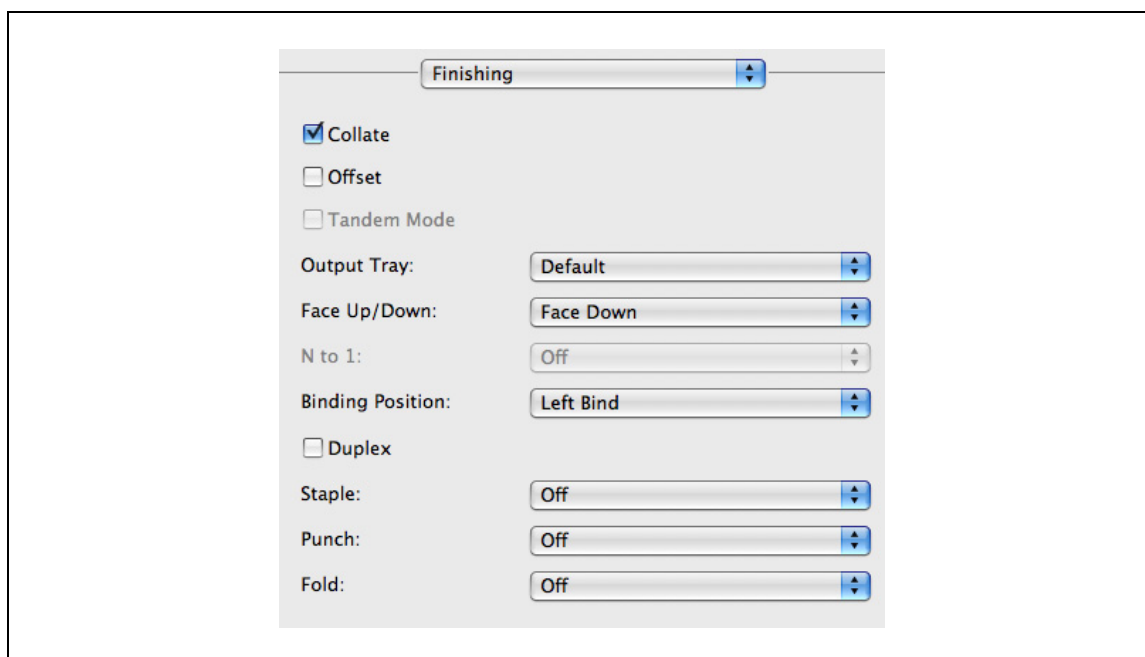 Finishing
Collate
Offset
Tandem Mode
Output Tray: Default
Face Up/Down: Face Down
N to 1: Off
Binding Position: Left Bind
Duplex
Staple: Off
Punch: Off
Fold: Off